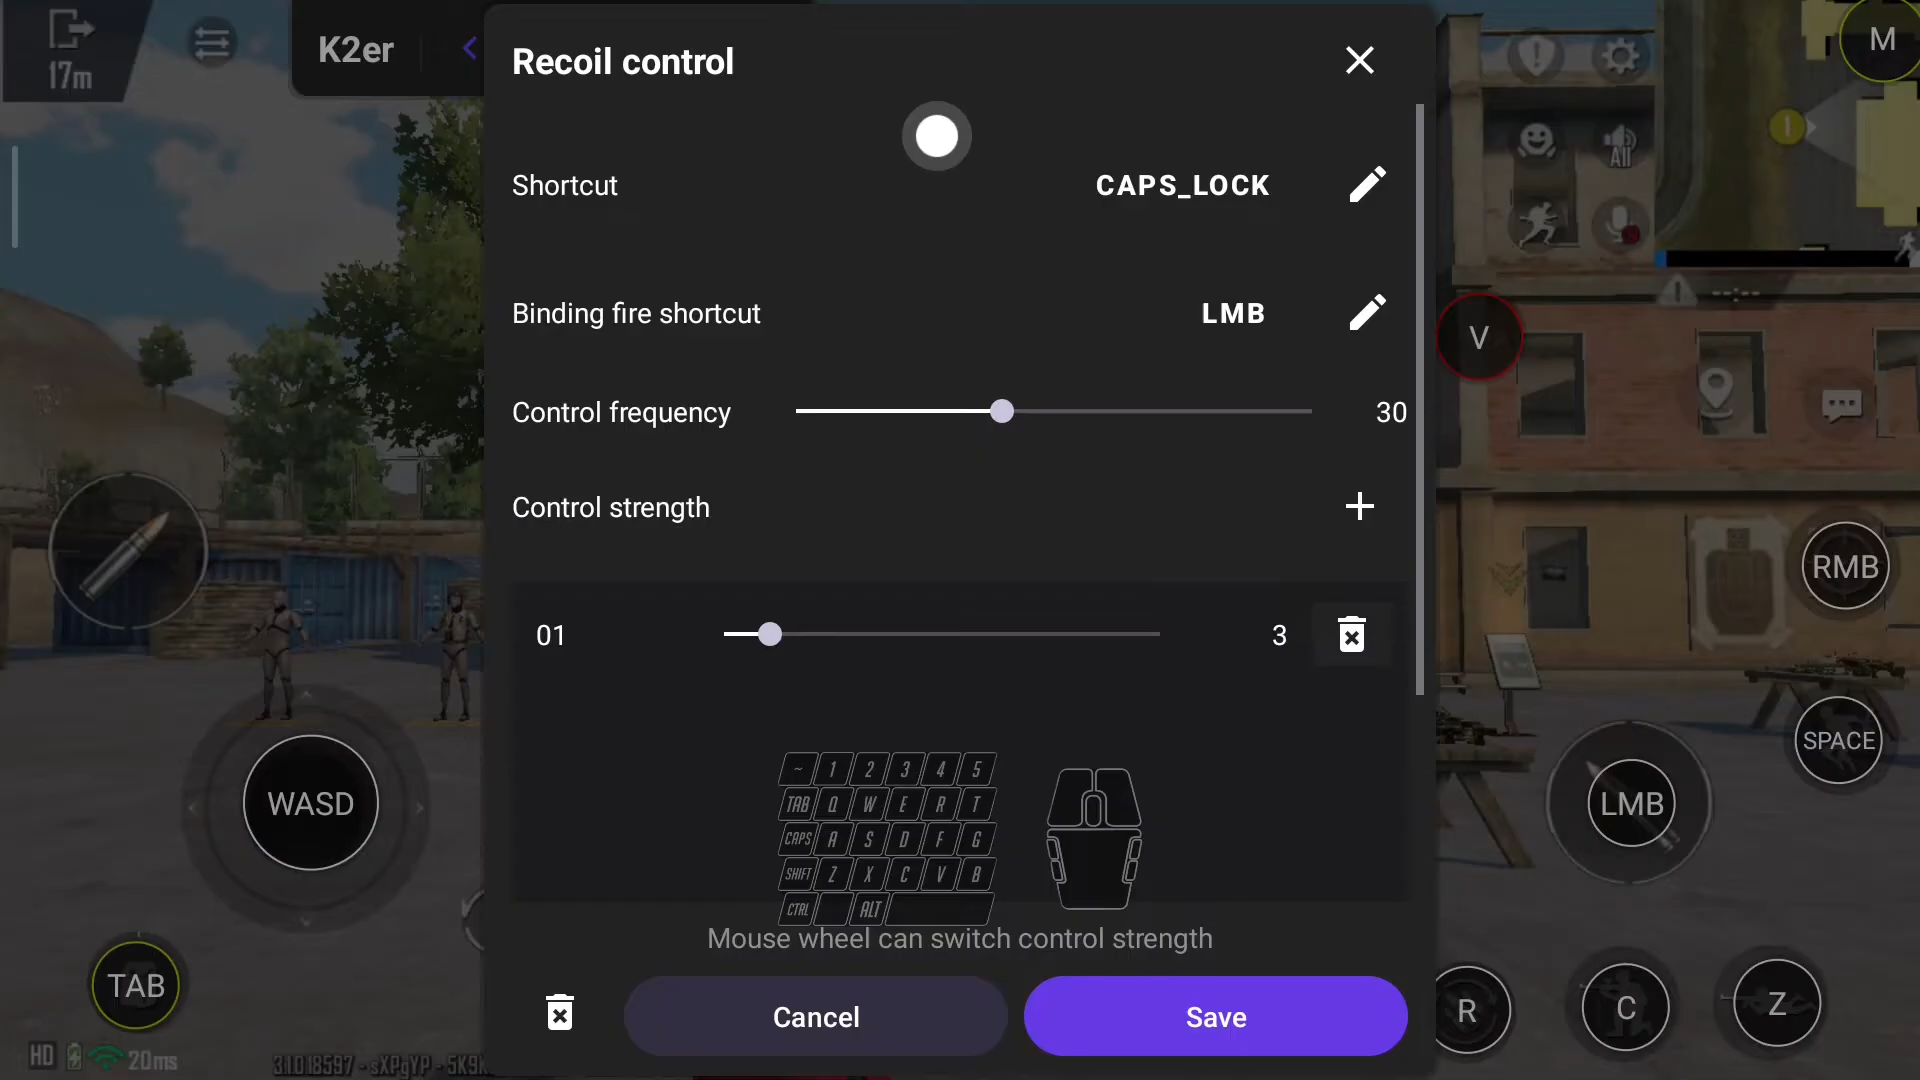 17m
K2er
Recoil control
M
All
Shortcut
CAPS_LOCK
Binding fire shortcut
LMB
V
Control frequency
30
Control strength
RMB
01
3
SPACE
WASD
LMB
~ 1 2 3 4 5
TAB Q W E R T
CAPS A S D F G
SHIFT Z X C V B
CTRL ALT
Mouse wheel can switch control strength
TAB
Cancel
Save
R
C
Z
HD
20ms